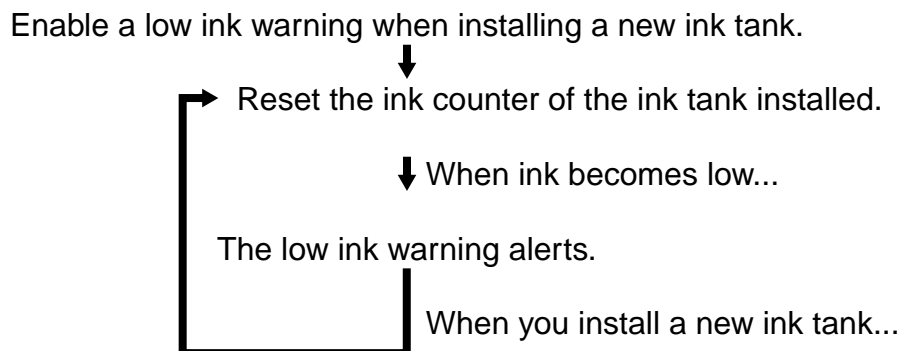 Enable a low ink warning when installing a new ink tank.
Reset the ink counter of the ink tank installed.
When ink becomes low...
The low ink warning alerts.
When you install a new ink tank...